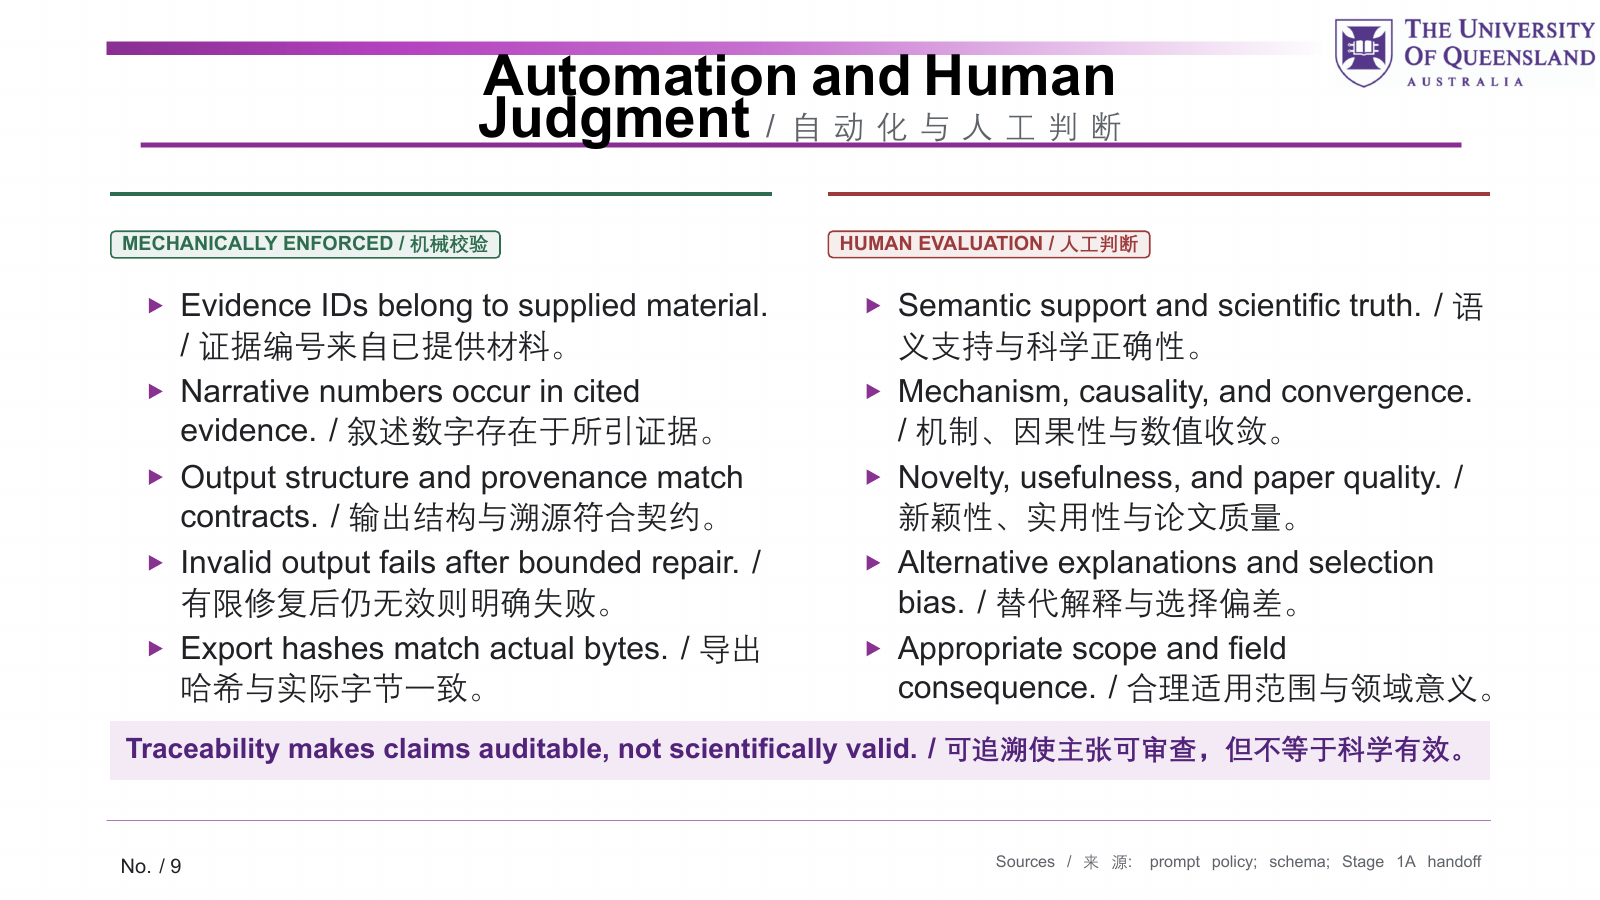 THE UNIVERSITY
OF QUEENSLAND
AUSTRALIA
Automation and Human
Judgment / 自动化与人工判断
MECHANICALLY ENFORCED / 机械校验
Evidence IDs belong to supplied material.
/ 证据编号来自已提供材料。
Narrative numbers occur in cited
evidence. / 叙述数字存在于所引证据。
Output structure and provenance match
contracts. / 输出结构与溯源符合契约。
Invalid output fails after bounded repair. /
有限修复后仍无效则明确失败。
Export hashes match actual bytes. / 导出
哈希与实际字节一致。
HUMAN EVALUATION / 人工判断
Semantic support and scientific truth. / 语
义支持与科学正确性。
Mechanism, causality, and convergence.
/ 机制、因果性与数值收敛。
Novelty, usefulness, and paper quality. /
新颖性、实用性与论文质量。
Alternative explanations and selection
bias. / 替代解释与选择偏差。
Appropriate scope and field
consequence. / 合理适用范围与领域意义。
Traceability makes claims auditable, not scientifically valid. / 可追溯使主张可审查，但不等于科学有效。
No. / 9
Sources / 来源: prompt policy; schema; Stage 1A handoff